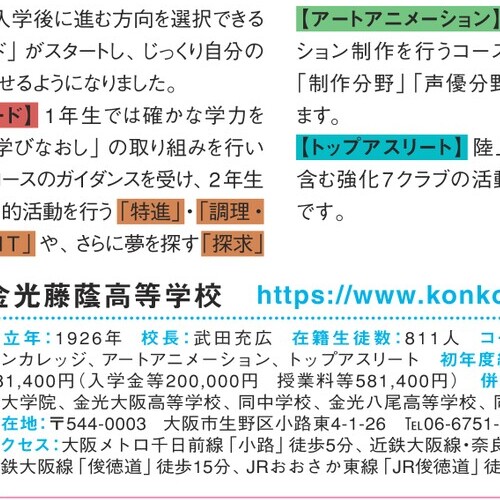 入学後に進む方向を選択できる
ド」がスタートし、じっくり自分の
せるようになりました。
ード】1年生では確かな学力を
学びなおし」の取り組みを行い
コースのガイダンスを受け、2年生
的活動を行う「特進」・「調理・
IT」や、さらに夢を探す「探求」
【アートアニメーション】
ション制作を行うコース
「制作分野」「声優分野
ます。
【トップアスリート】陸
含む強化7クラブの活動
です。
金光藤蔭高等学校 https://www.konko
立年:1926年 校長:武田充広 在籍生徒数:811人 コ
ンカレッジ、アートアニメーション、トップアスリート 初年度
81,400円(入学金等200,000円 授業料等581,400円) 併
大学院、金光大阪高等学校、同中学校、金光八尾高等学校、同
在地:〒544-0003 大阪市生野区小路東4-1-26 TEL06-6751-
クセス:大阪メトロ千日前線「小路」徒歩5分、近鉄大阪線・奈良
鉄大阪線「俊徳道」徒歩15分、JRおおさか東線「JR俊徳道」徒